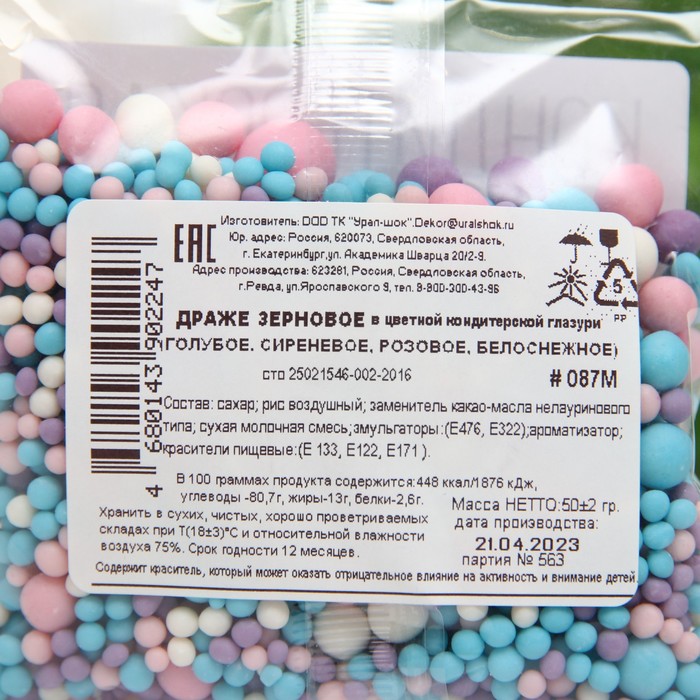 Изготовитель: ООО ТК "Урал-шок".Dekor@uralshok.ru
EAC
Юр. адрес: Россия, 620073, Свердловская область,
г. Екатеринбург,ул. Академика Шварца 20/2-9.
Адрес производства: 623281, Россия, Свердловская область,
г.Ревда, ул.Ярославского 9, тел. 8-800-300-43-96
5
PP
ДРАЖЕ ЗЕРНОВОЕ в цветной кондитерской глазури
ГОЛУБОЕ, СИРЕНЕВОЕ, РОЗОВОЕ, БЕЛОСНЕЖНОЕ)
сто 25021546-002-2016 # 087М
Состав: сахар; рис воздушный; заменитель какао-масла нелауринового
типа; сухая молочная смесь;эмульгаторы:(Е476, Е322);ароматизатор;
красители пищевые:(Е 133, Е122, Е171 ).
4 680143 902247
В 100 граммах продукта содержится:448 ккал/1876 кДж,
углеводы -80,7г, жиры-13г, белки-2,6г.
Масса НЕТТО:50±2 гр.
Хранить в сухих, чистых, хорошо проветриваемых
складах при Т(18±3)°С и относительной влажности
воздуха 75%. Срок годности 12 месяцев.
дата производства:
21.04.2023
партия № 563
Содержит краситель, который может оказать отрицательное влияние на активность и внимание детей